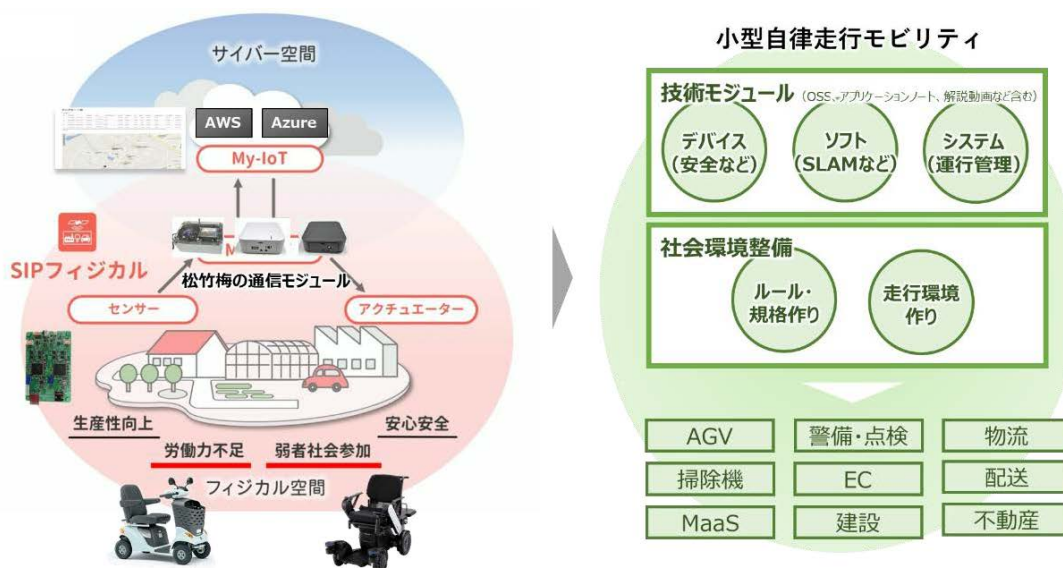 サイバー空間
AWS
Azure
My-IoT
SIPフィジカル
M
松竹梅の通信モジュール
センサー
アクチュエーター
生産性向上
安心安全
労働力不足
弱者社会参加
フィジカル空間
小型自律走行モビリティ
技術モジュール (OSS、アプリケーションノート、解説動画など含む)
デバイス
(安全など)
ソフト
(SLAMなど)
システム
(運行管理)
社会環境整備
ルール・
規格作り
走行環境
作り
AGV
警備・点検
物流
掃除機
EC
配送
MaaS
建設
不動産